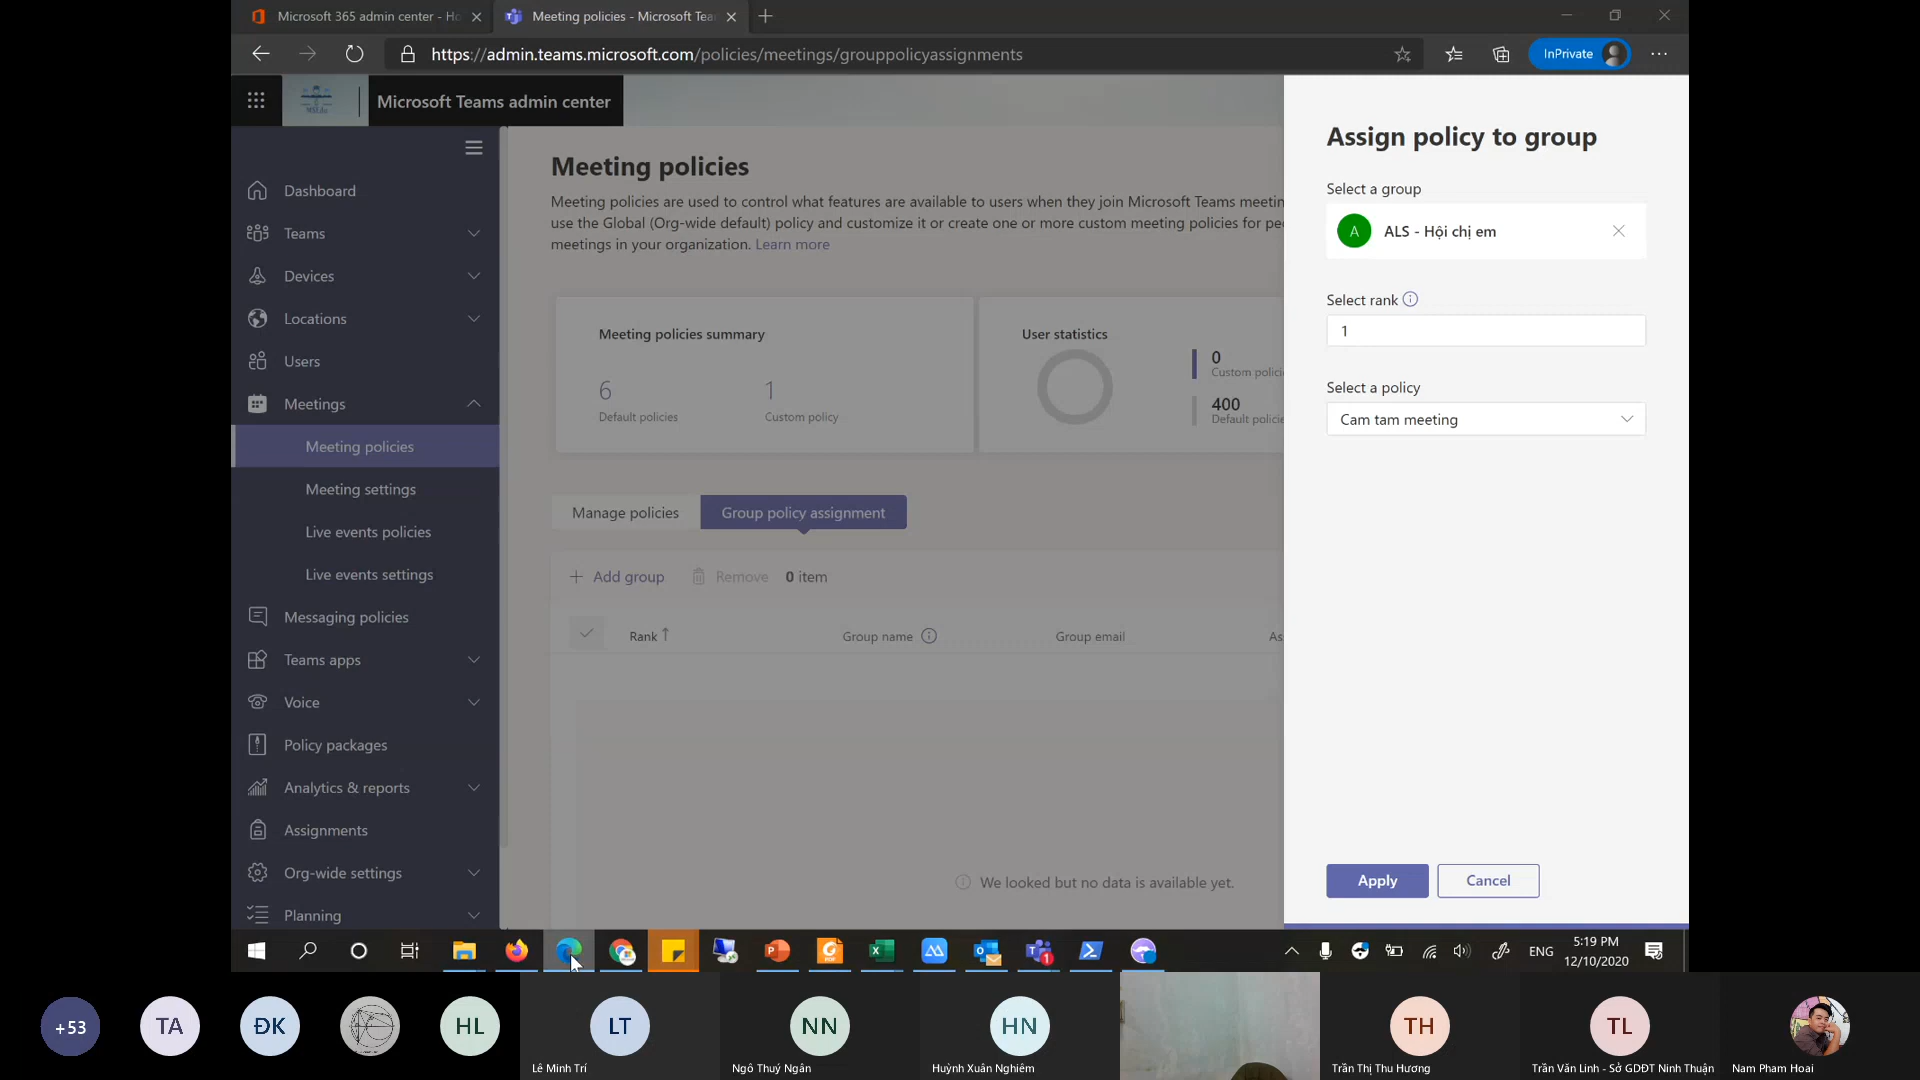 Microsoft 365 admin center - Ho
Meeting policies - Microsoft Tea
https://admin.teams.microsoft.com/policies/meetings/grouppolicyassignments
InPrivate
Microsoft Teams admin center
Dashboard
Teams
Devices
Locations
Users
Meetings
Meeting policies
Meeting settings
Live events policies
Live events settings
Messaging policies
Teams apps
Voice
Policy packages
Analytics & reports
Assignments
Org-wide settings
Planning
Meeting policies
Meeting policies are used to control what features are available to users when they join Microsoft Teams meetin
use the Global (Org-wide default) policy and customize it or create one or more custom meeting policies for pe
meetings in your organization. Learn more
Meeting policies summary
6
Default policies
1
Custom policy
User statistics
0
Custom polici
400
Default policie
Manage policies
Group policy assignment
Add group
Remove
0 item
Rank
Group name
Group email
As
We looked but no data is available yet.
Assign policy to group
Select a group
A
ALS - Hội chị em
Select rank
1
Select a policy
Cam tam meeting
Apply
Cancel
1
ENG
5:19 PM
12/10/2020
+53
TA
ĐK
HL
LT
Lê Minh Trí
NN
Ngô Thuý Ngân
HN
Huỳnh Xuân Nghiêm
TH
Trần Thị Thu Hương
TL
Trần Văn Linh - Sở GDĐT Ninh Thuận
Nam Pham Hoai